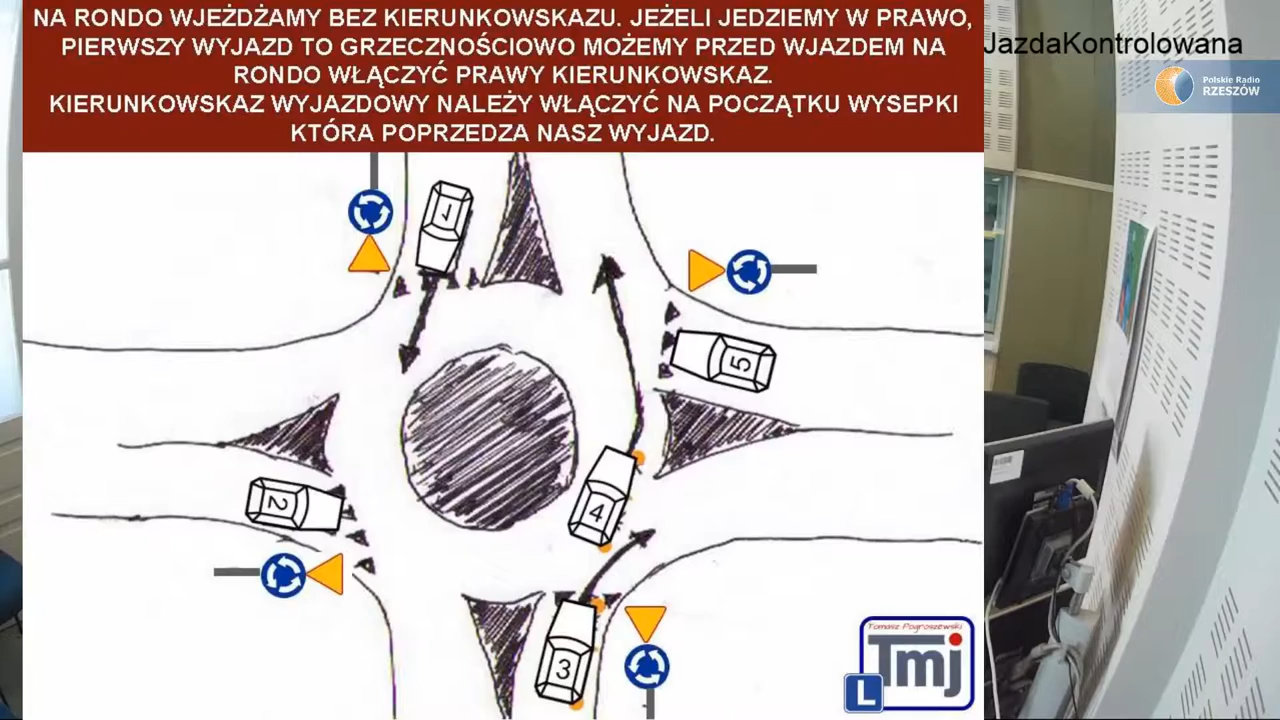 NA RONDO WJEŻDŻAMY BEZ KIERUNKOWSKAZU. JEŻELI JEDZIEMY W PRAWO,
PIERWSZY WYJAZD TO GRZECZNOŚCIOWO MOŻEMY PRZED WJAZDEM NA
RONDO WŁĄCZYĆ PRAWY KIERUNKOWSKAZ.
KIERUNKOWSKAZ WYJAZDOWY NALEŻY WŁĄCZYĆ NA POCZĄTKU WYSEPKI
KTÓRA POPRZEDZA NASZ WYJAZD.
JazdaKontrolowana
Polskie Radio
RZESZÓW
1
5
2
4
3
Tomasz Pogroszewski
Tmj
L